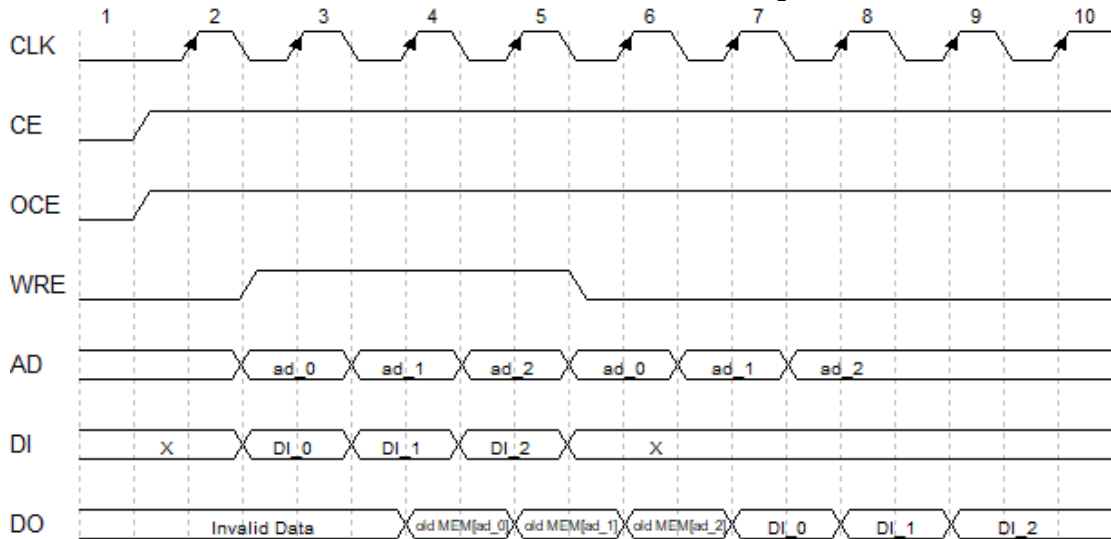 1 2 3 4 5 6 7 8 9 10
CLK
CE
OCE
WRE
AD ad_0 ad_1 ad_2 ad_0 ad_1 ad_2
DI X DI_0 DI_1 DI_2 X
DO Invalid Data old MEM[ad_0] old MEM[ad_1] old MEM[ad_2] DI_0 DI_1 DI_2